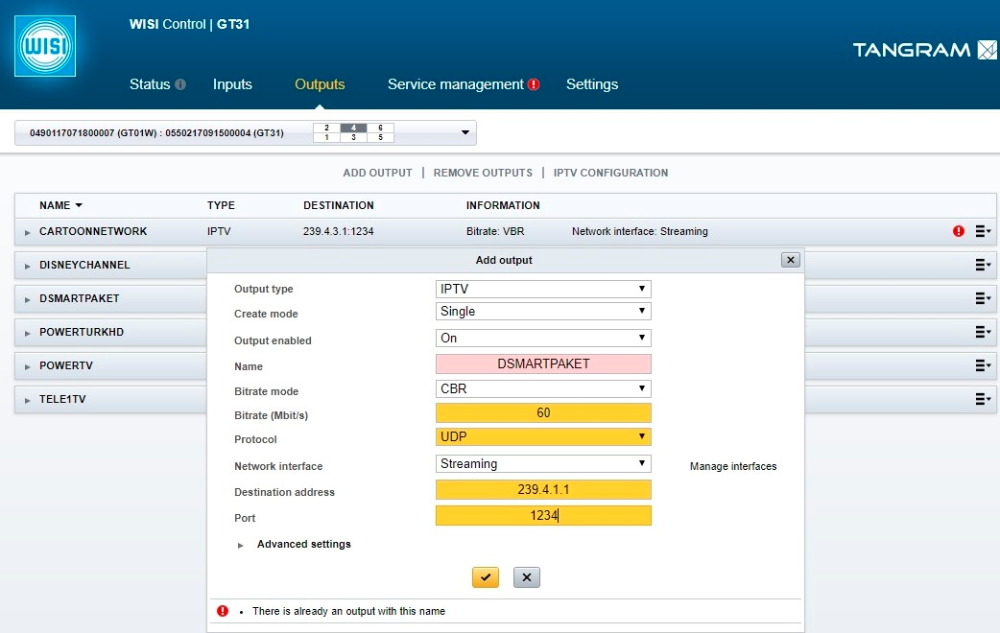 WISI
WISI Control | GT31
TANGRAM
Status Inputs Outputs Service management Settings
0490117071800007 (GT01W) : 0550217091500004 (GT31)
2 4 6
1 3 5
ADD OUTPUT | REMOVE OUTPUTS | IPTV CONFIGURATION
NAME TYPE DESTINATION INFORMATION
CARTOONNETWORK IPTV 239.4.3.1:1234 Bitrate: VBR Network interface: Streaming
DISNEYCHANNEL
DSMARTPAKET
POWERTURKHD
POWERTV
TELE1TV
Add output
Output type IPTV
Create mode Single
Output enabled On
Name DSMARTPAKET
Bitrate mode CBR
Bitrate (Mbit/s) 60
Protocol UDP
Network interface Streaming Manage interfaces
Destination address 239.4.1.1
Port 1234
Advanced settings
There is already an output with this name